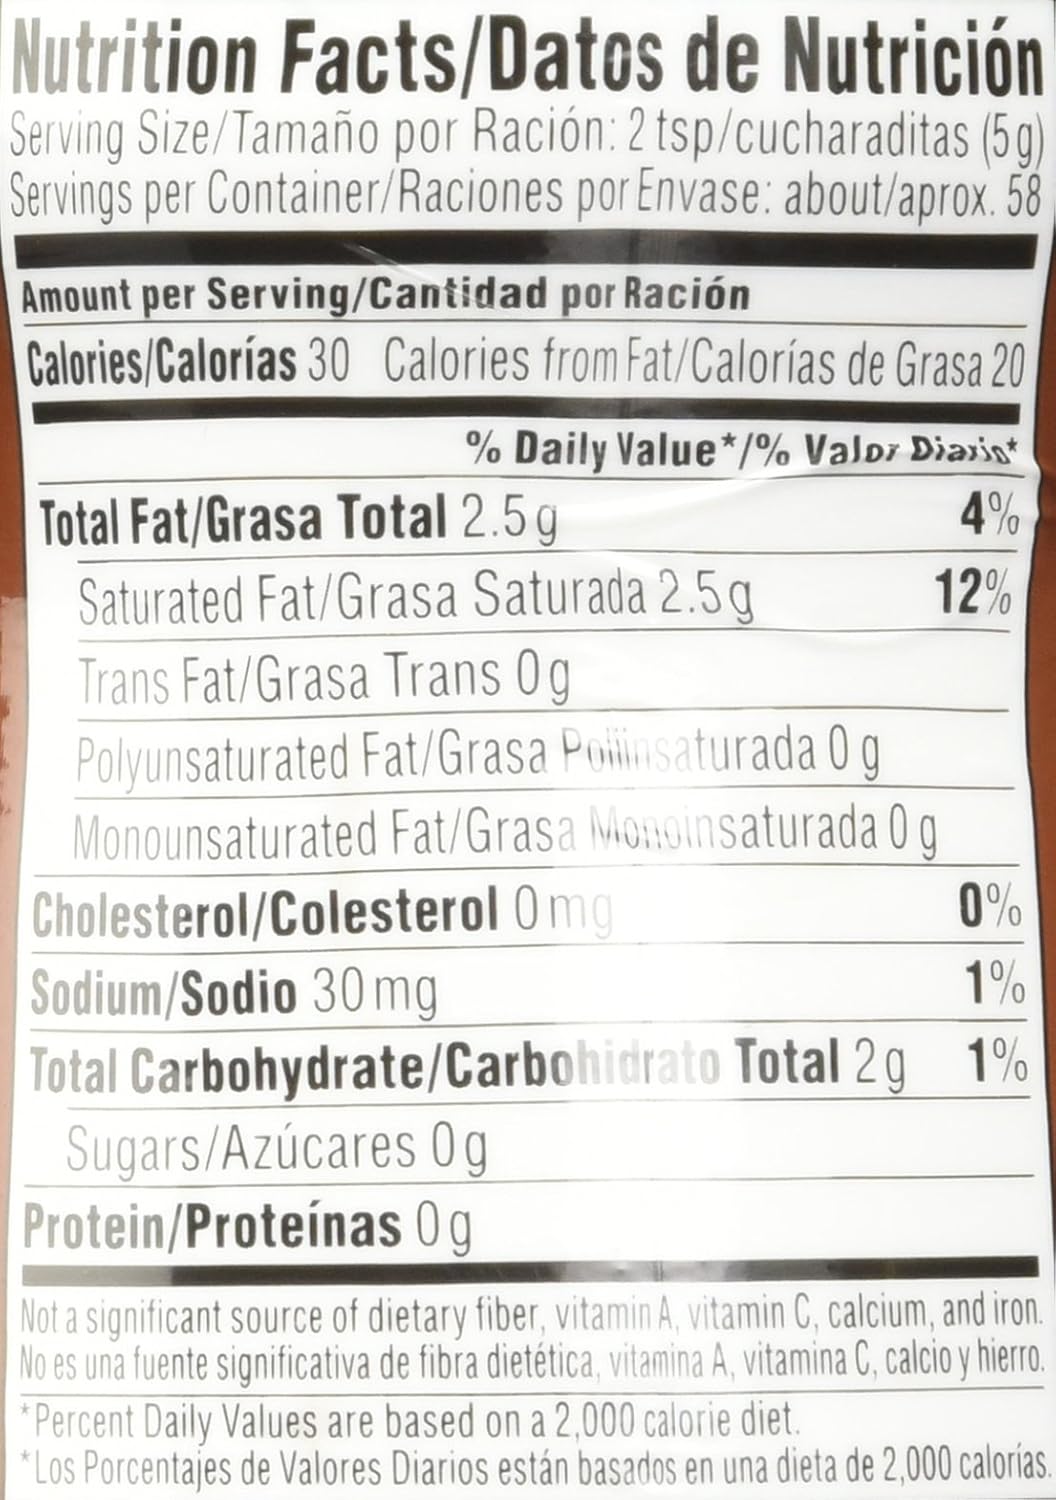 Nutrition Facts/Datos de Nutrición
Serving Size/Tamaño por Ración: 2 tsp/cucharaditas (5g)
Servings per Container/Raciones por Envase: about/aprox. 58
Amount per Serving/Cantidad por Ración
Calories/Calorías 30 Calories from Fat/Calorías de Grasa 20
% Daily Value*/% Valor Diario*
Total Fat/Grasa Total 2.5g 4%
Saturated Fat/Grasa Saturada 2.5g 12%
Trans Fat/Grasa Trans 0g
Polyunsaturated Fat/Grasa Poliinsaturada 0 g
Monounsaturated Fat/Grasa Monoinsaturada 0 g
Cholesterol/Colesterol 0mg 0%
Sodium/Sodio 30mg 1%
Total Carbohydrate/Carbohidrato Total 2g 1%
Sugars/Azúcares 0g
Protein/Proteínas 0g
Not a significant source of dietary fiber, vitamin A, vitamin C, calcium, and iron.
No es una fuente significativa de fibra dietética, vitamina A, vitamina C, calcio y hierro.
*Percent Daily Values are based on a 2,000 calorie diet.
*Los Porcentajes de Valores Diarios están basados en una dieta de 2,000 calorías.